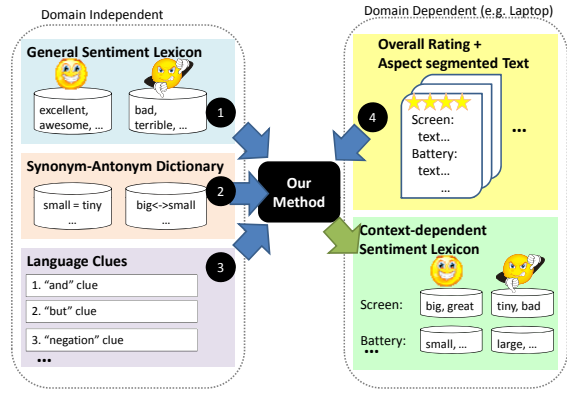 Domain Independent
General Sentiment Lexicon
excellent,
awesome, ...
bad,
terrible, ...
1
Synonym-Antonym Dictionary
small = tiny
...
big<->small
...
2
Language Clues
3
1. “and” clue
2. “but” clue
3. “negation” clue
...
Our
Method
Domain Dependent (e.g. Laptop)
Overall Rating +
Aspect segmented Text
4
Screen:
text...
Battery:
text...
...
...
Context-dependent
Sentiment Lexicon
Screen:
big, great
tiny, bad
Battery:
small, ...
large, ...
...